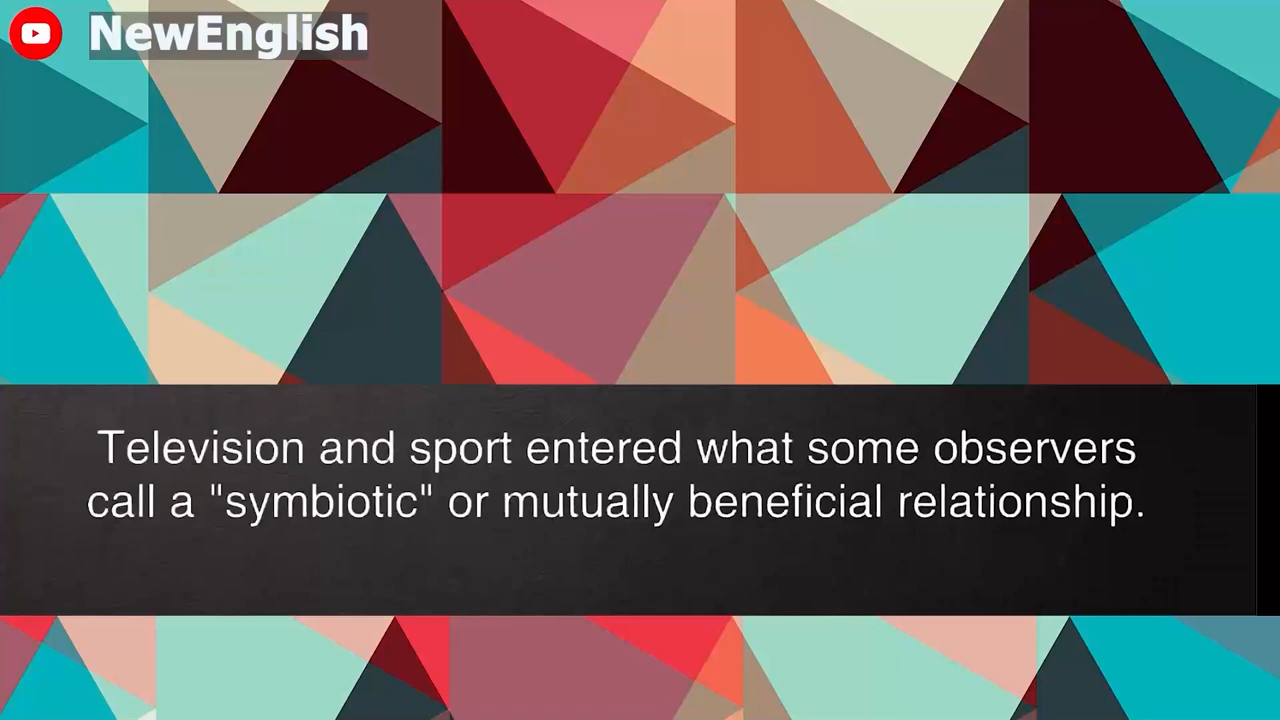 NewEnglish
Television and sport entered what some observers
call a "symbiotic" or mutually beneficial relationship.